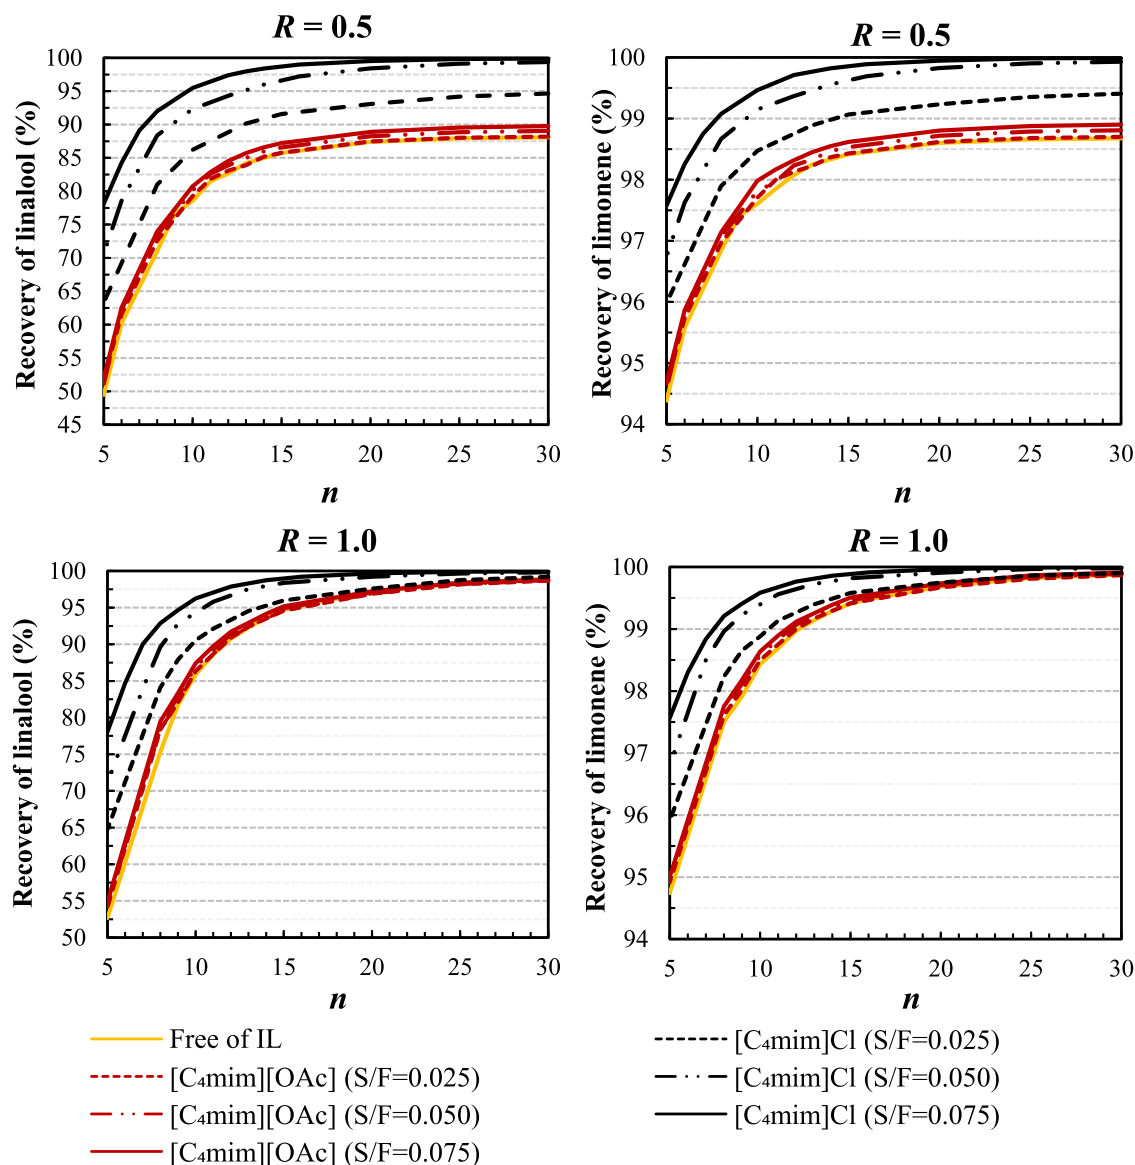 R = 0.5
Recovery of linalool (%)
100
95
90
85
80
75
70
65
60
55
50
45
5 10 15 20 25 30
n
R = 0.5
Recovery of limonene (%)
100
99
98
97
96
95
94
5 10 15 20 25 30
n
R = 1.0
Recovery of linalool (%)
100
95
90
85
80
75
70
65
60
55
50
5 10 15 20 25 30
n
R = 1.0
Recovery of limonene (%)
100
99
98
97
96
95
94
5 10 15 20 25 30
n
Free of IL
[C₄mim][OAc] (S/F=0.025)
[C₄mim][OAc] (S/F=0.050)
[C₄mim][OAc] (S/F=0.075)
[C₄mim]Cl (S/F=0.025)
[C₄mim]Cl (S/F=0.050)
[C₄mim]Cl (S/F=0.075)